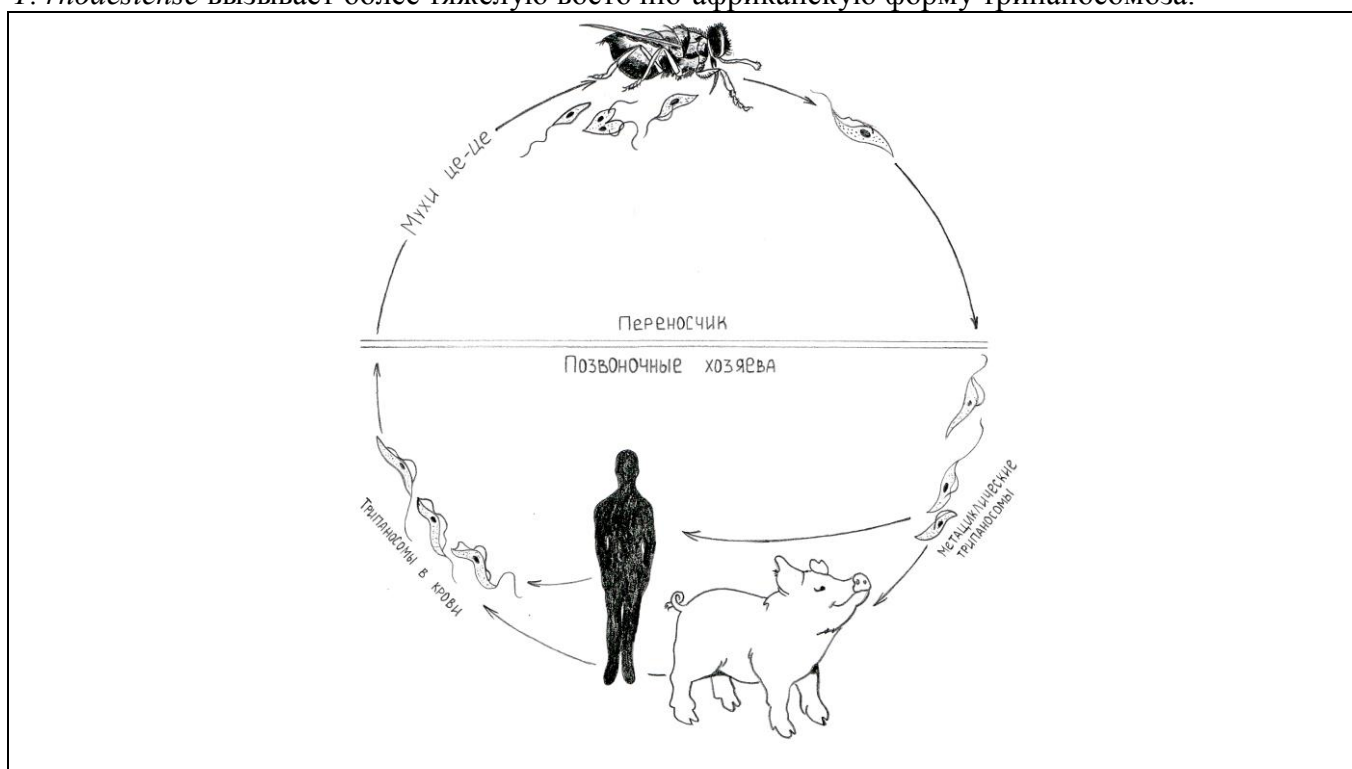 T. rhodesiense вызывает более тяжелую восточно-африканскую форму трипаносомоза.
Мухи це-це
Переносчик
Позвоночные хозяева
Метациклические
трипаносомы
Трипаносомы в крови